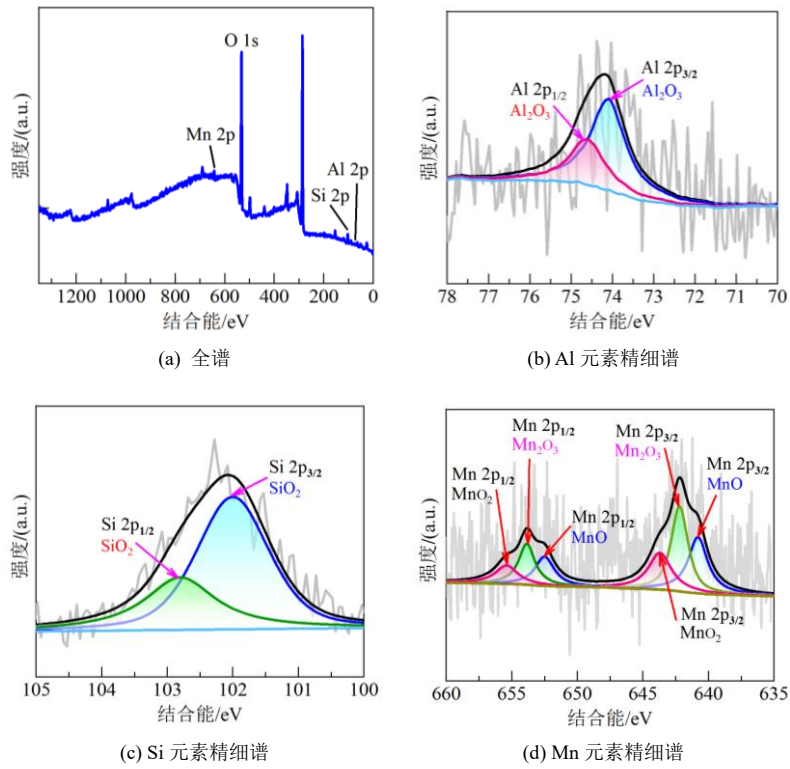 O 1s
Mn 2p
Al 2p
Si 2p
强度/(a.u.)
1200 1000 800 600 400 200 0
结合能/eV
(a) 全谱
Al 2p3/2
Al2O3
Al 2p1/2
Al2O3
强度/(a.u.)
78 77 76 75 74 73 72 71 70
结合能/eV
(b) Al 元素精细谱
Si 2p3/2
SiO2
Si 2p1/2
SiO2
强度/(a.u.)
105 104 103 102 101 100
结合能/eV
(c) Si 元素精细谱
Mn 2p1/2
Mn2O3
Mn 2p3/2
Mn2O3
Mn 2p3/2
MnO
Mn 2p1/2
MnO2
Mn 2p1/2
MnO
Mn 2p3/2
MnO2
强度/(a.u.)
660 655 650 645 640 635
结合能/eV
(d) Mn 元素精细谱